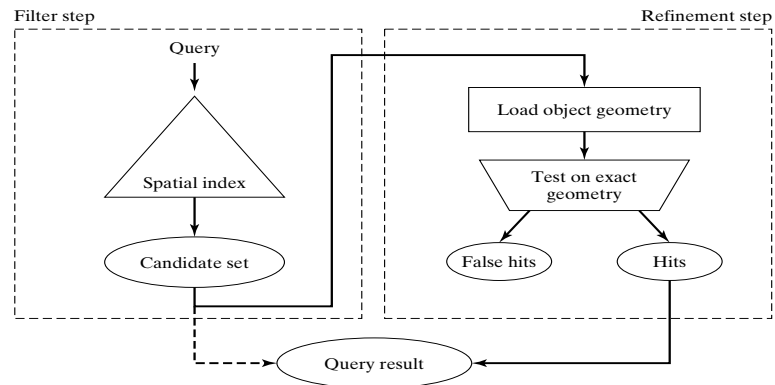 Filter step
Refinement step
Query
Load object geometry
Spatial index
Test on exact
geometry
Candidate set
False hits
Hits
Query result